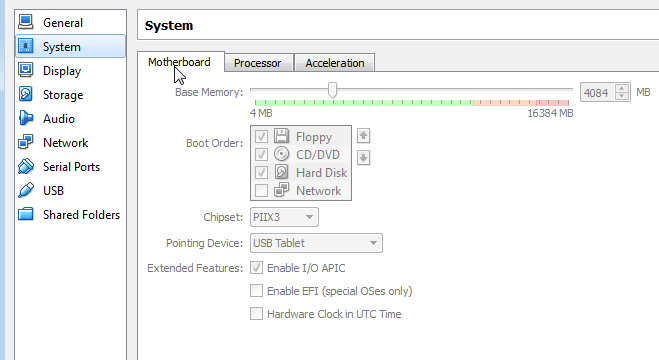 General
System
Display
Storage
Audio
Network
Serial Ports
USB
Shared Folders
System
Motherboard Processor Acceleration
Base Memory: 4084 MB
4 MB 16384 MB
Boot Order: Floppy
CD/DVD
Hard Disk
Network
Chipset: PIIX3
Pointing Device: USB Tablet
Extended Features: Enable I/O APIC
Enable EFI (special OSes only)
Hardware Clock in UTC Time